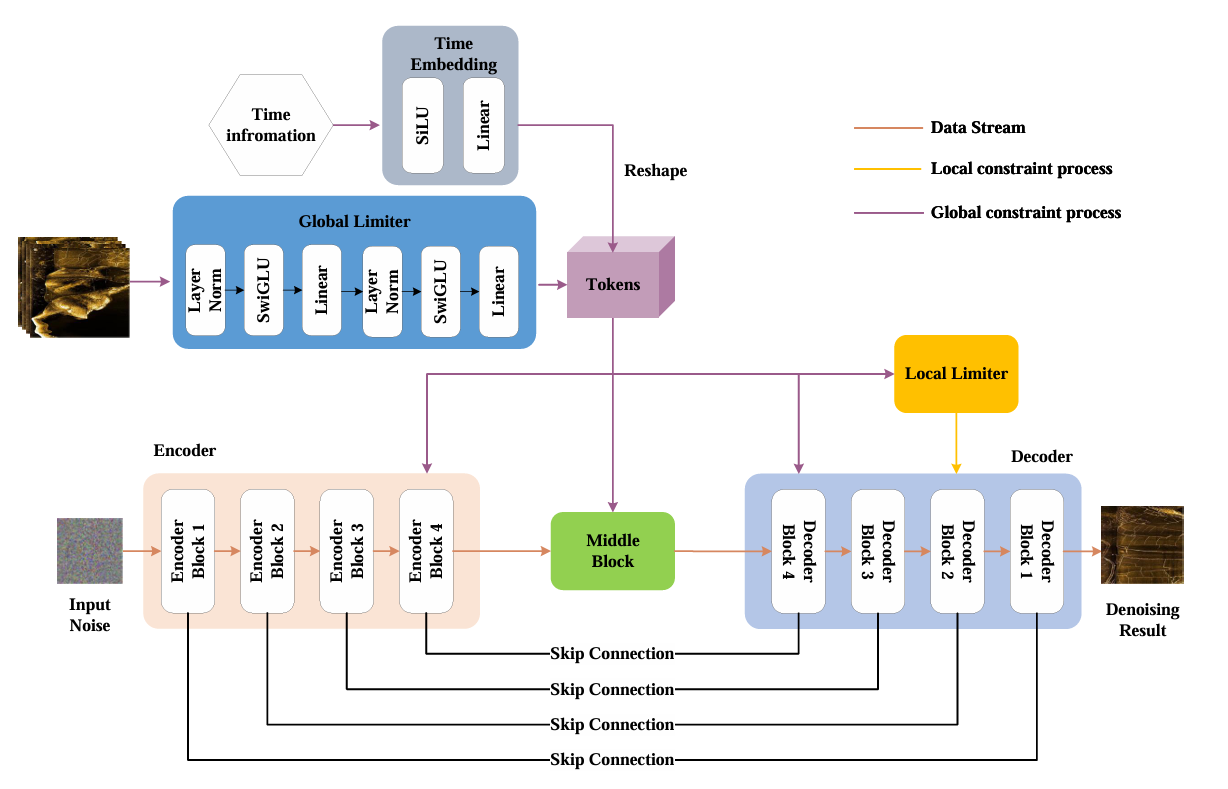 Time
Embedding
Time
infromation
SiLU
Linear
Reshape
Data Stream
Local constraint process
Global constraint process
Global Limiter
Layer
Norm
SwiGLU
Linear
Layer
Norm
SwiGLU
Linear
Tokens
Local Limiter
Encoder
Decoder
Encoder
Block 1
Encoder
Block 2
Encoder
Block 3
Encoder
Block 4
Middle
Block
Decoder
Block 4
Decoder
Block 3
Decoder
Block 2
Decoder
Block 1
Input
Noise
Denoising
Result
Skip Connection
Skip Connection
Skip Connection
Skip Connection